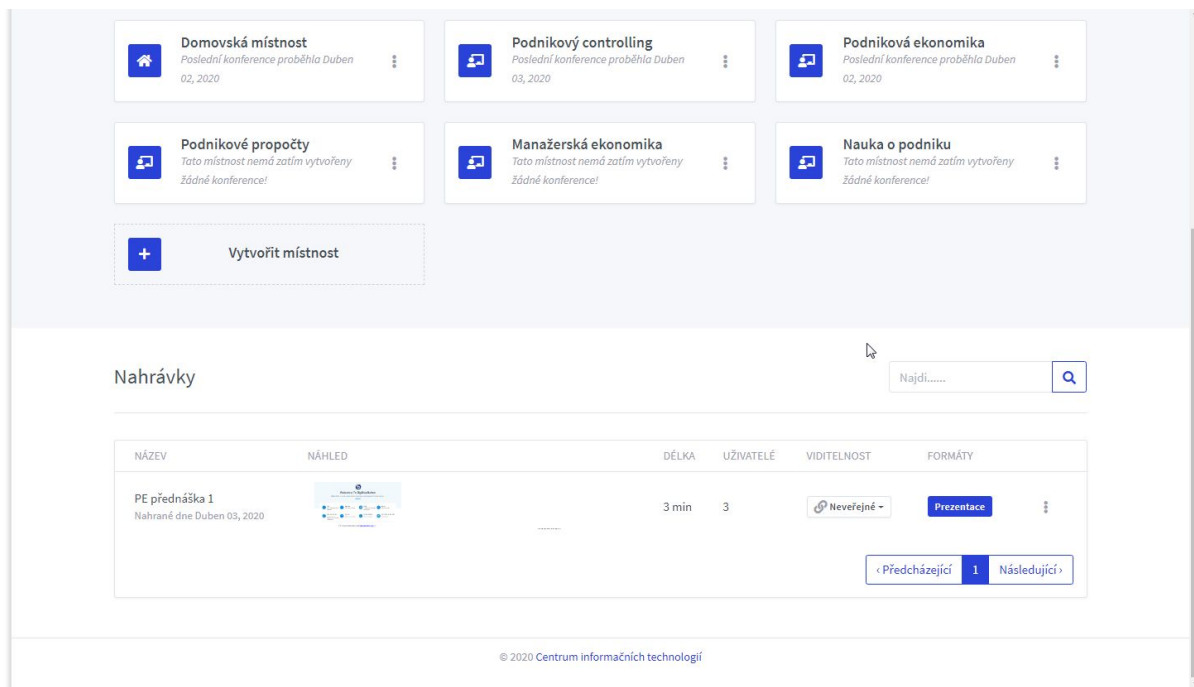 Domovská místnost
Poslední konference proběhla Duben
02, 2020
Podnikový controlling
Poslední konference proběhla Duben
03, 2020
Podniková ekonomika
Poslední konference proběhla Duben
02, 2020
Podnikové propočty
Tato místnost nemá zatím vytvořeny
žádné konference!
Manažerská ekonomika
Tato místnost nemá zatím vytvořeny
žádné konference!
Nauka o podniku
Tato místnost nemá zatím vytvořeny
žádné konference!
Vytvořit místnost
Nahrávky
Najdi......
NÁZEV NÁHLED DÉLKA UŽIVATELÉ VIDITELNOST FORMÁTY
PE přednáška 1
Nahrané dne Duben 03, 2020
3 min 3 Neveřejné Prezentace
‹ Předcházející 1 Následující ›
© 2020 Centrum informačních technologií